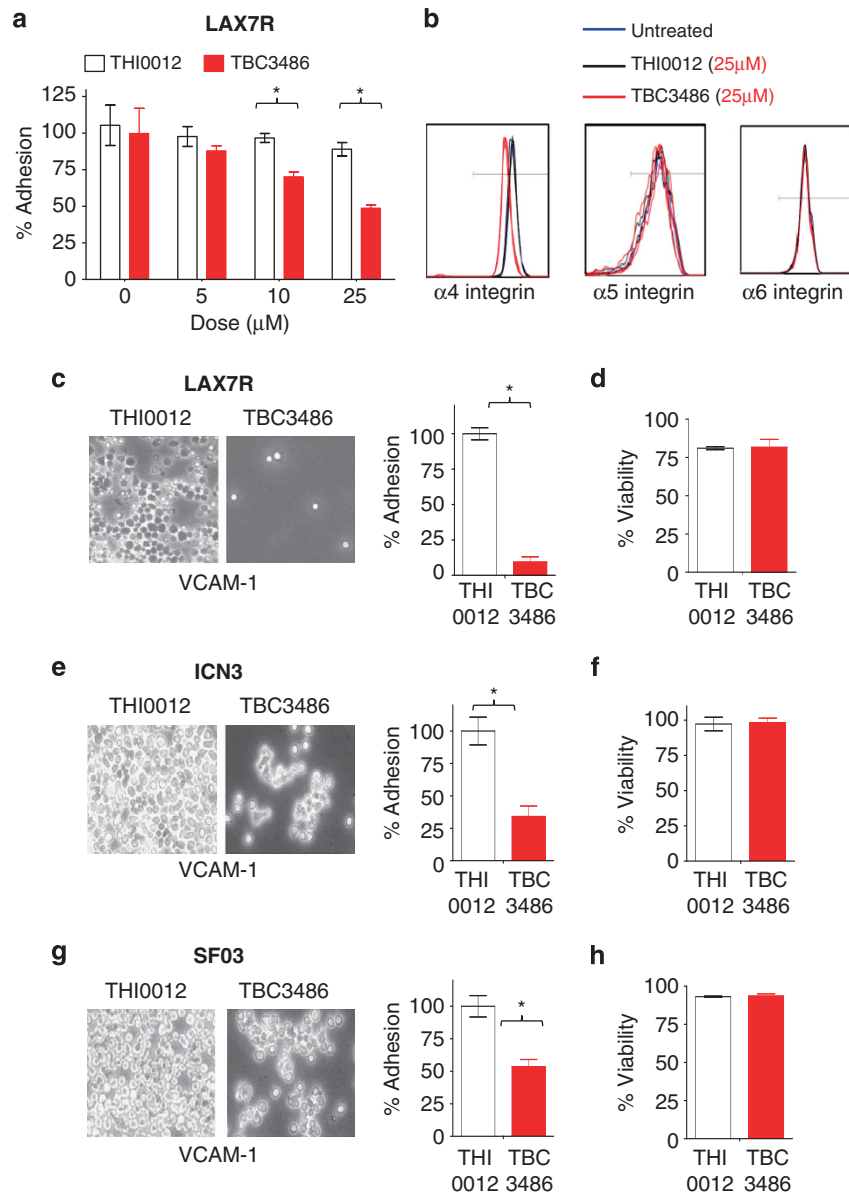 a
LAX7R
THI0012 TBC3486
% Adhesion
125
100
75
50
25
0
* *
0 5 10 25
Dose (μM)
b
Untreated
THI0012 (25μM)
TBC3486 (25μM)
α4 integrin α5 integrin α6 integrin
c
LAX7R
THI0012 TBC3486
VCAM-1
% Adhesion
100
75
50
25
0
*
THI TBC
0012 3486
d
% Viability
100
75
50
25
0
THI TBC
0012 3486
e
ICN3
THI0012 TBC3486
VCAM-1
% Adhesion
100
75
50
25
0
*
THI TBC
0012 3486
f
% Viability
100
75
50
25
0
THI TBC
0012 3486
g
SF03
THI0012 TBC3486
VCAM-1
% Adhesion
100
75
50
25
0
*
THI TBC
0012 3486
h
% Viability
100
75
50
25
0
THI TBC
0012 3486